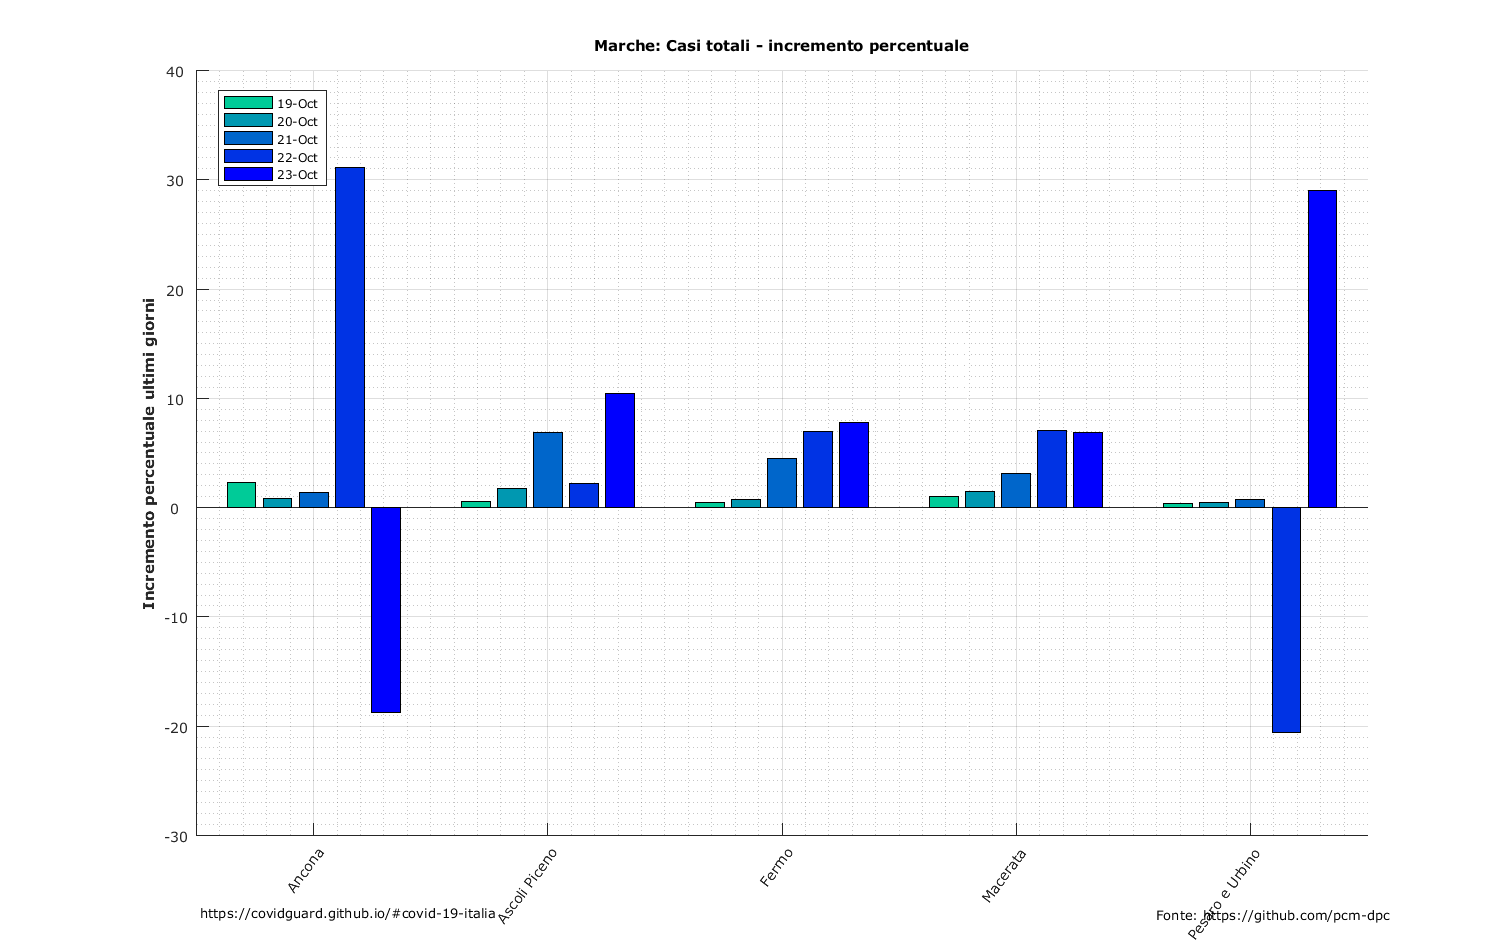 Marche: Casi totali - incremento percentuale
40
30
20
10
0
-10
-20
-30
Incremento percentuale ultimi giorni
19-Oct
20-Oct
21-Oct
22-Oct
23-Oct
Ancona
Ascoli Piceno
Fermo
Macerata
Pesaro e Urbino
https://covidguard.github.io/#covid-19-italia
Fonte: https://github.com/pcm-dpc